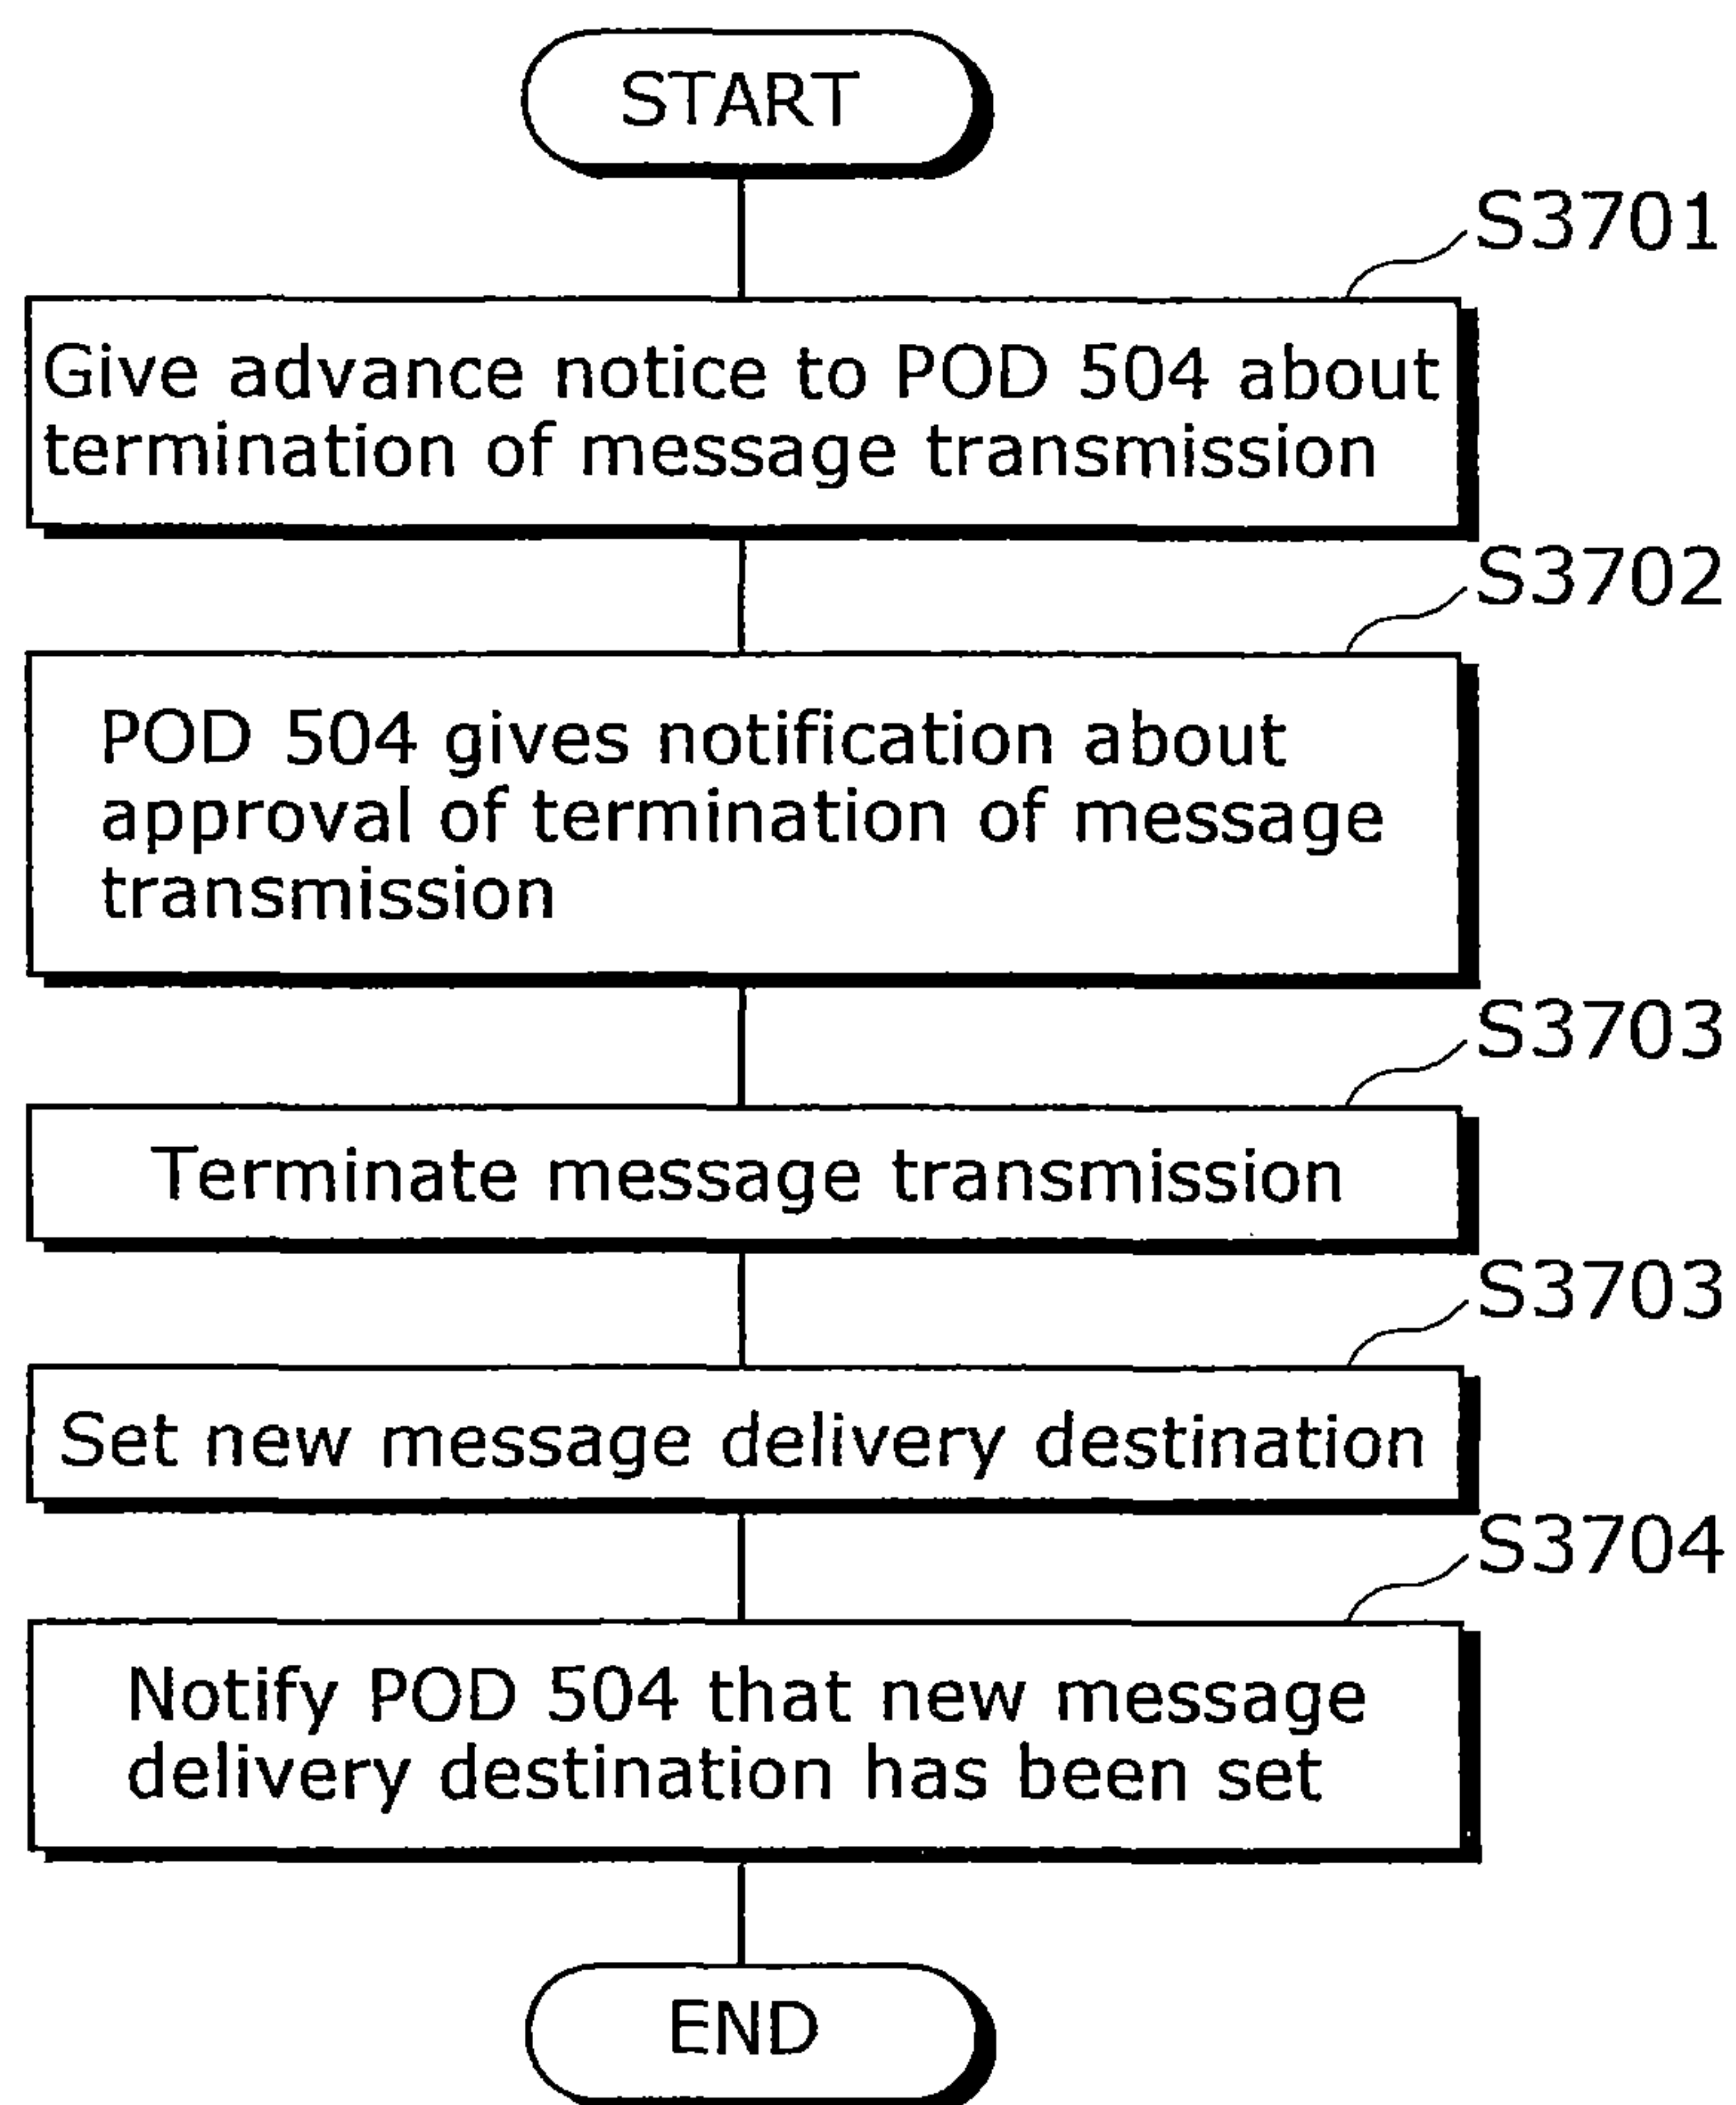 START
S3701
Give advance notice to POD 504 about
termination of message transmission
S3702
POD 504 gives notification about
approval of termination of message
transmission
S3703
Terminate message transmission
S3703
Set new message delivery destination
S3704
Notify POD 504 that new message
delivery destination has been set
END